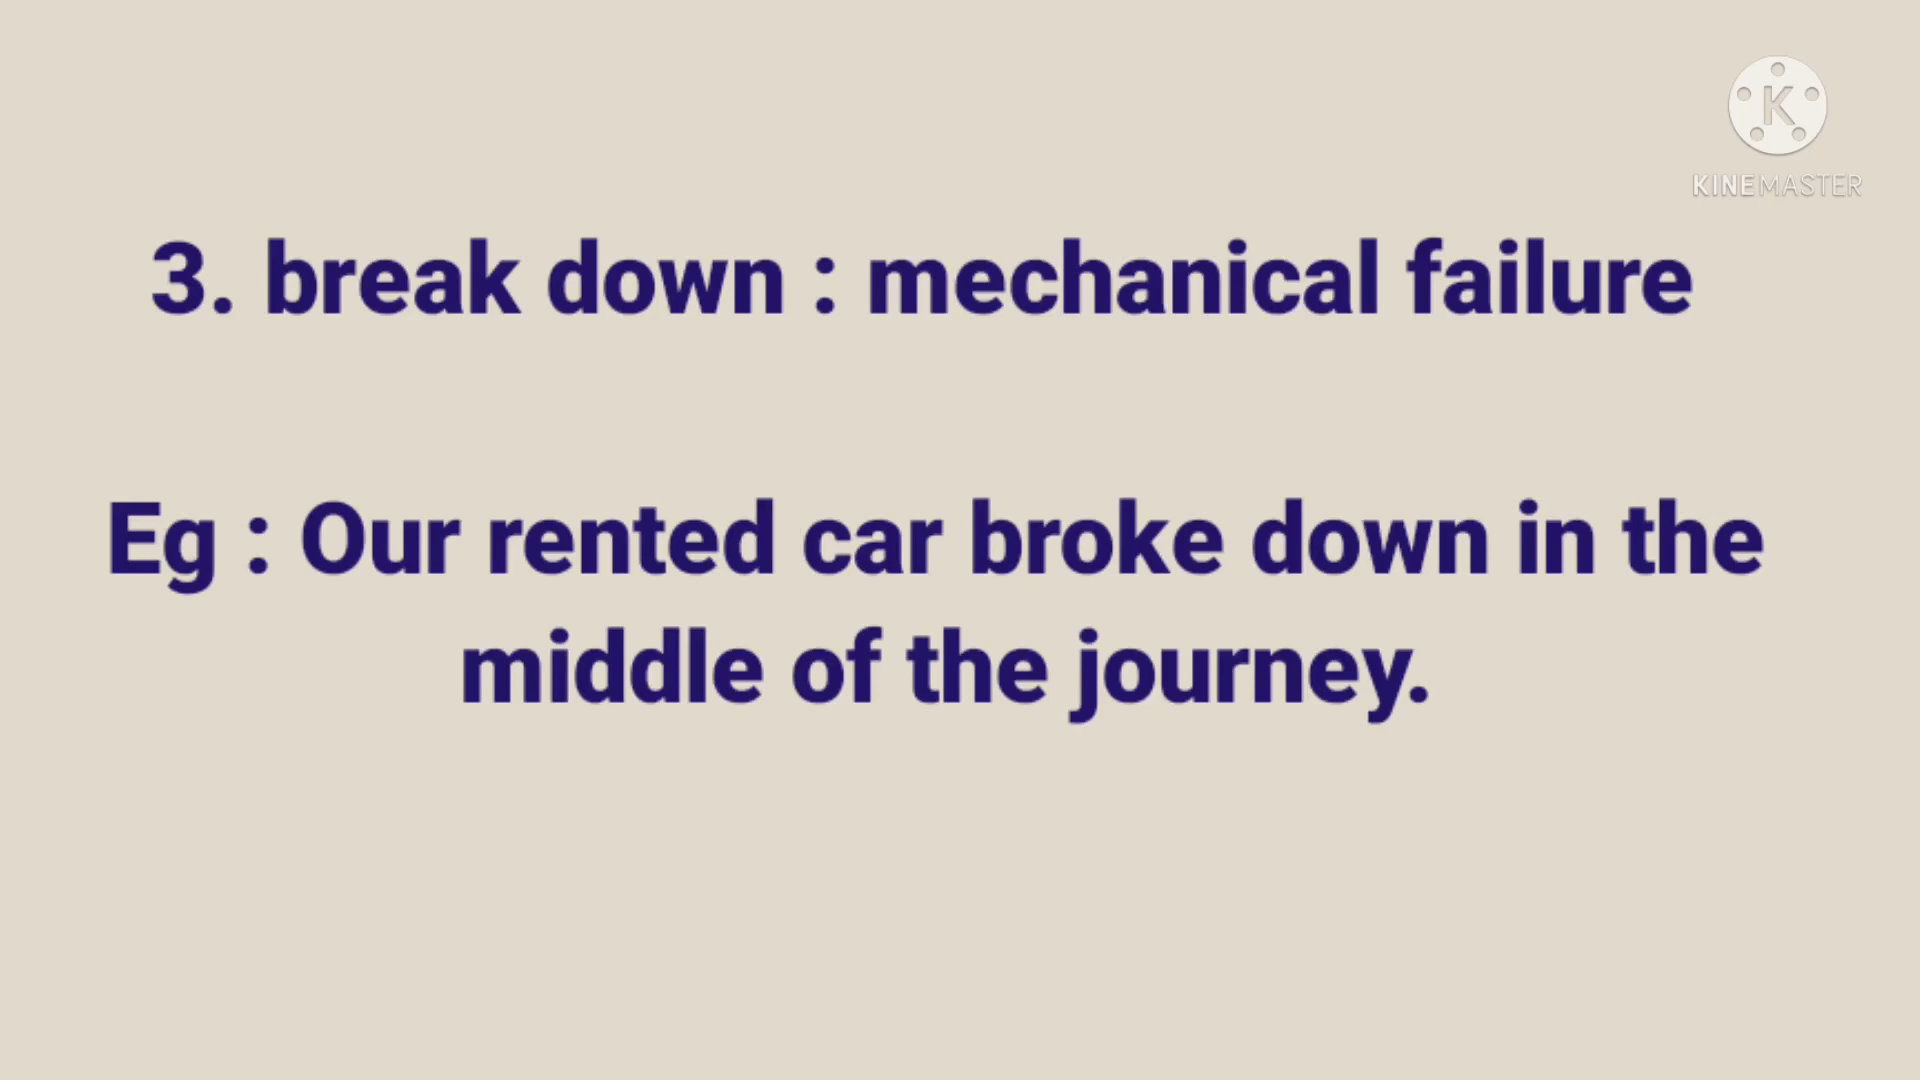 K
KINEMASTER
3. break down : mechanical failure
Eg : Our rented car broke down in the
middle of the journey.